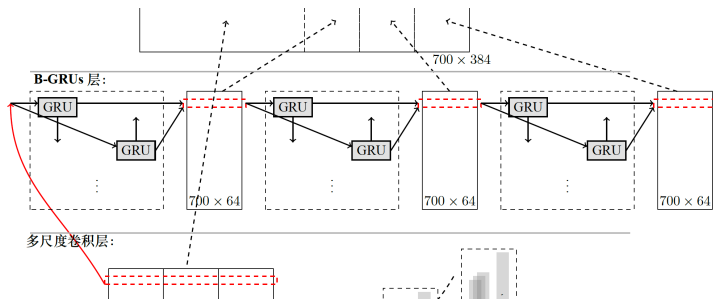 700 × 384
B-GRUs 层:
GRU GRU GRU
GRU GRU GRU
⋮ ⋮ ⋮
700 × 64 700 × 64 700 × 64
多尺度卷积层: